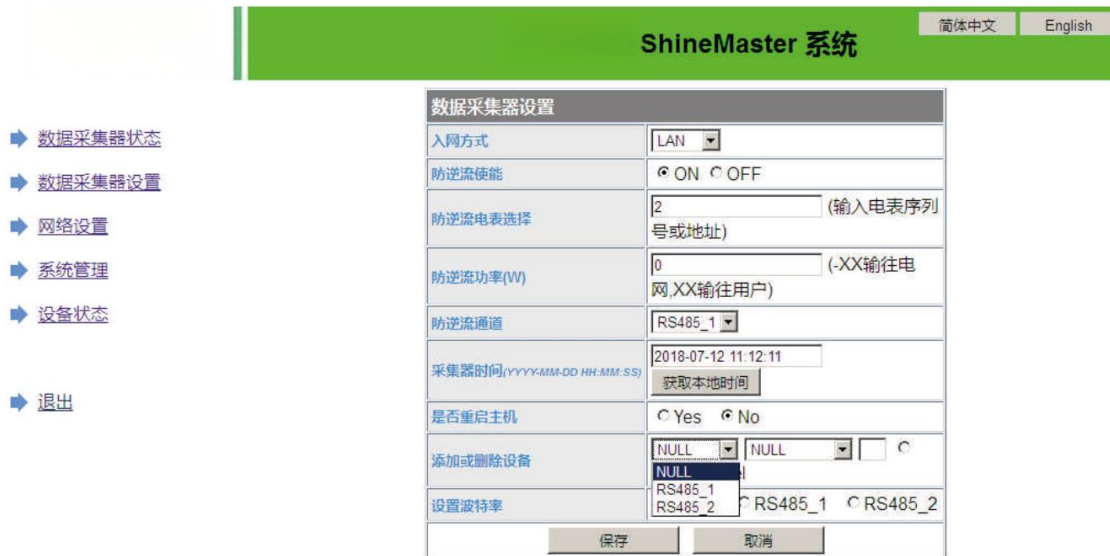 简体中文 English
ShineMaster 系统
数据采集器状态
数据采集器设置
网络设置
系统管理
设备状态
退出
数据采集器设置
入网方式 LAN
防逆流使能 ON OFF
防逆流电表选择 2 (输入电表序列
号或地址)
防逆流功率(W) 0 (-XX输往电
网,XX输往用户)
防逆流通道 RS485_1
采集器时间(YYYY-MM-DD HH:MM:SS) 2018-07-12 11:12:11
获取本地时间
是否重启主机 Yes No
添加或删除设备 NULL NULL
NULL
RS485_1
RS485_2
设置波特率 RS485_1 RS485_2
保存 取消